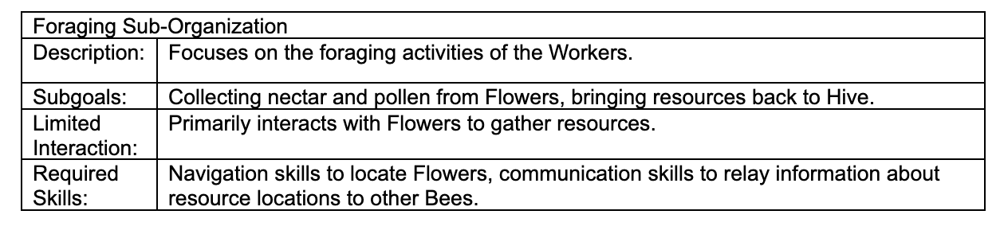 Foraging Sub-Organization
Description: Focuses on the foraging activities of the Workers.
Subgoals: Collecting nectar and pollen from Flowers, bringing resources back to Hive.
Limited Interaction: Primarily interacts with Flowers to gather resources.
Required Skills: Navigation skills to locate Flowers, communication skills to relay information about
resource locations to other Bees.